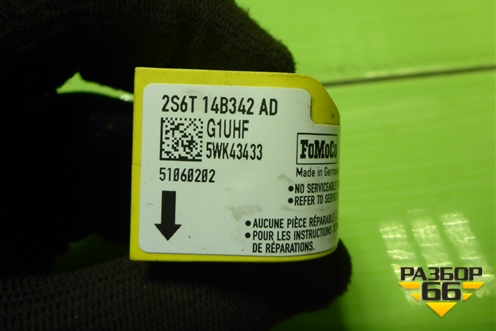 2S6T 14B342 AD
G1UHF
5WK43433
51060202
FoMoCo
Made in German
• NO SERVICEABLE
• REFER TO SERVIC
• AUCUNE PIÈCE RÉPARABLE
• POUR LES INSTRUCTIONS
DE RÉPARATIONS.
РАЗБОР
66